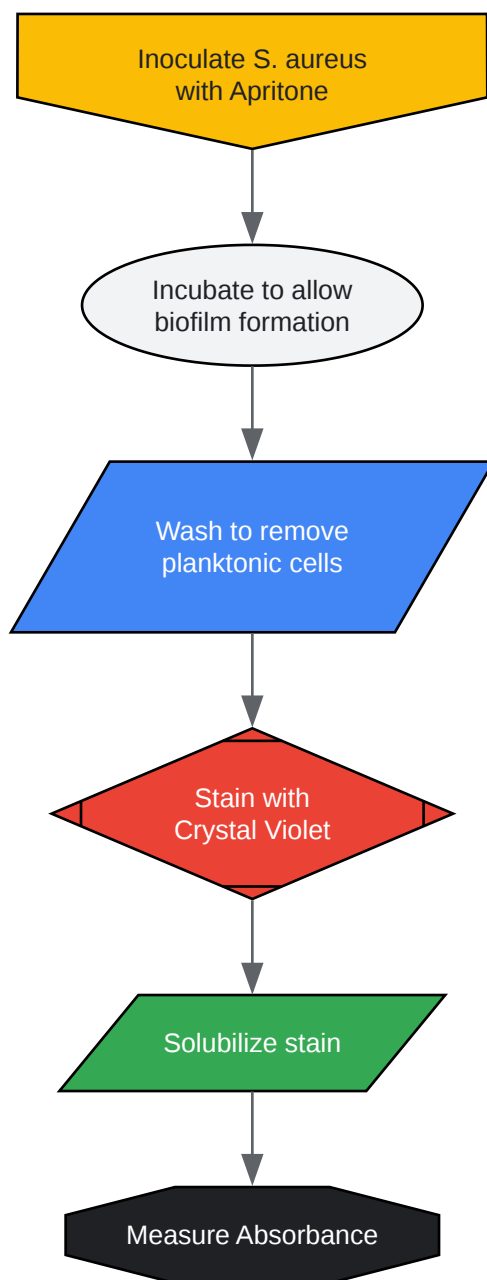 Inoculate S. aureus
with Apritone
Incubate to allow
biofilm formation
Wash to remove
planktonic cells
Stain with
Crystal Violet
Solubilize stain
Measure Absorbance